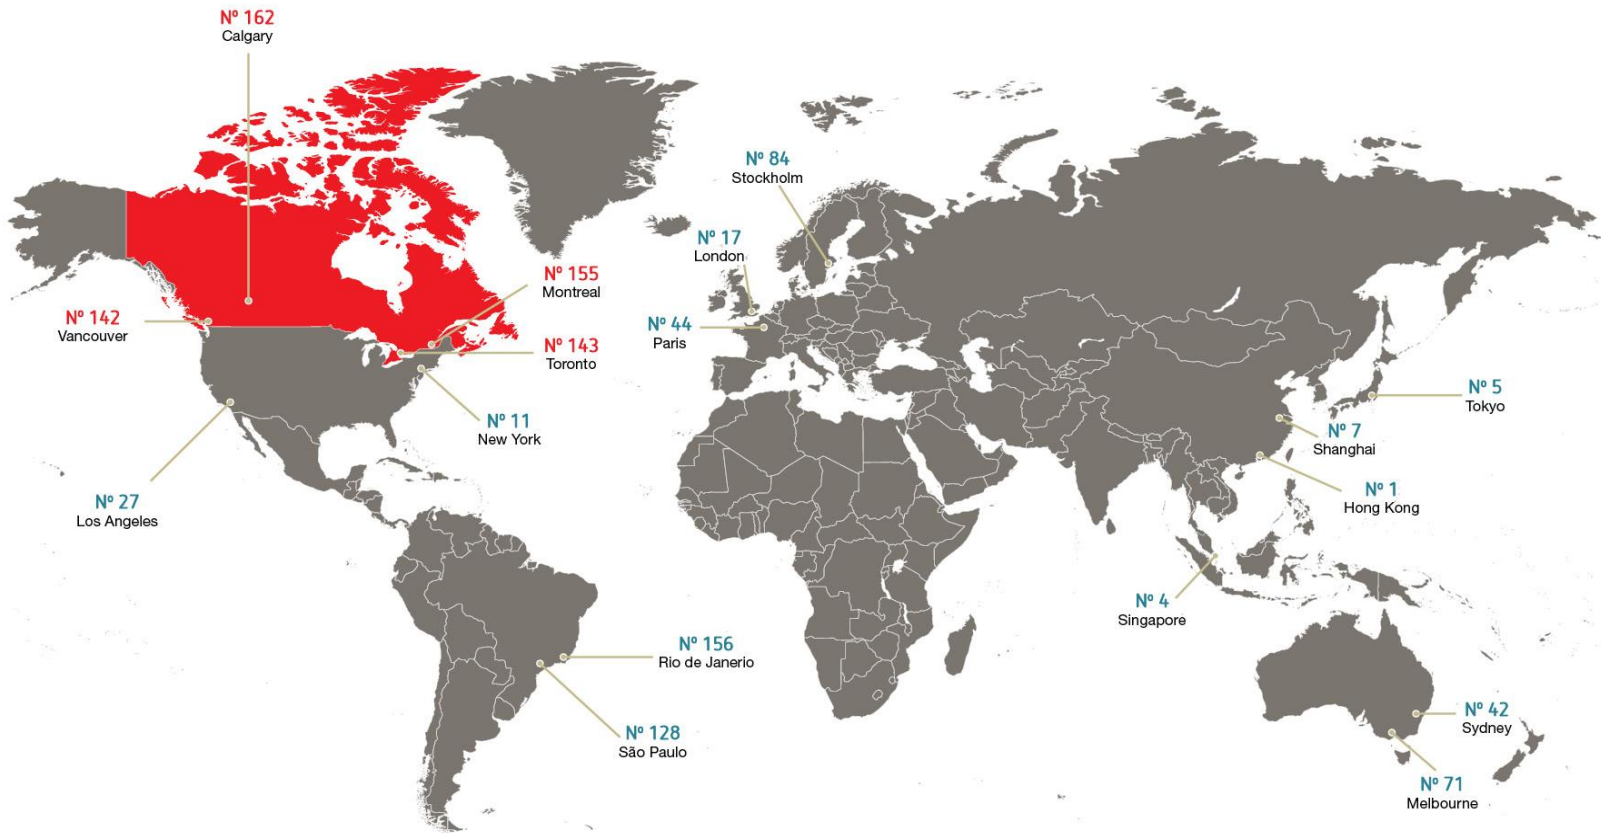 Nº 162
Calgary
Nº 84
Stockholm
Nº 17
London
Nº 155
Montreal
Nº 142
Vancouver
Nº 44
Paris
Nº 143
Toronto
Nº 5
Tokyo
Nº 11
New York
Nº 7
Shanghai
Nº 27
Los Angeles
Nº 1
Hong Kong
Nº 4
Singapore
Nº 156
Rio de Janerio
Nº 42
Sydney
Nº 128
São Paulo
Nº 71
Melbourne